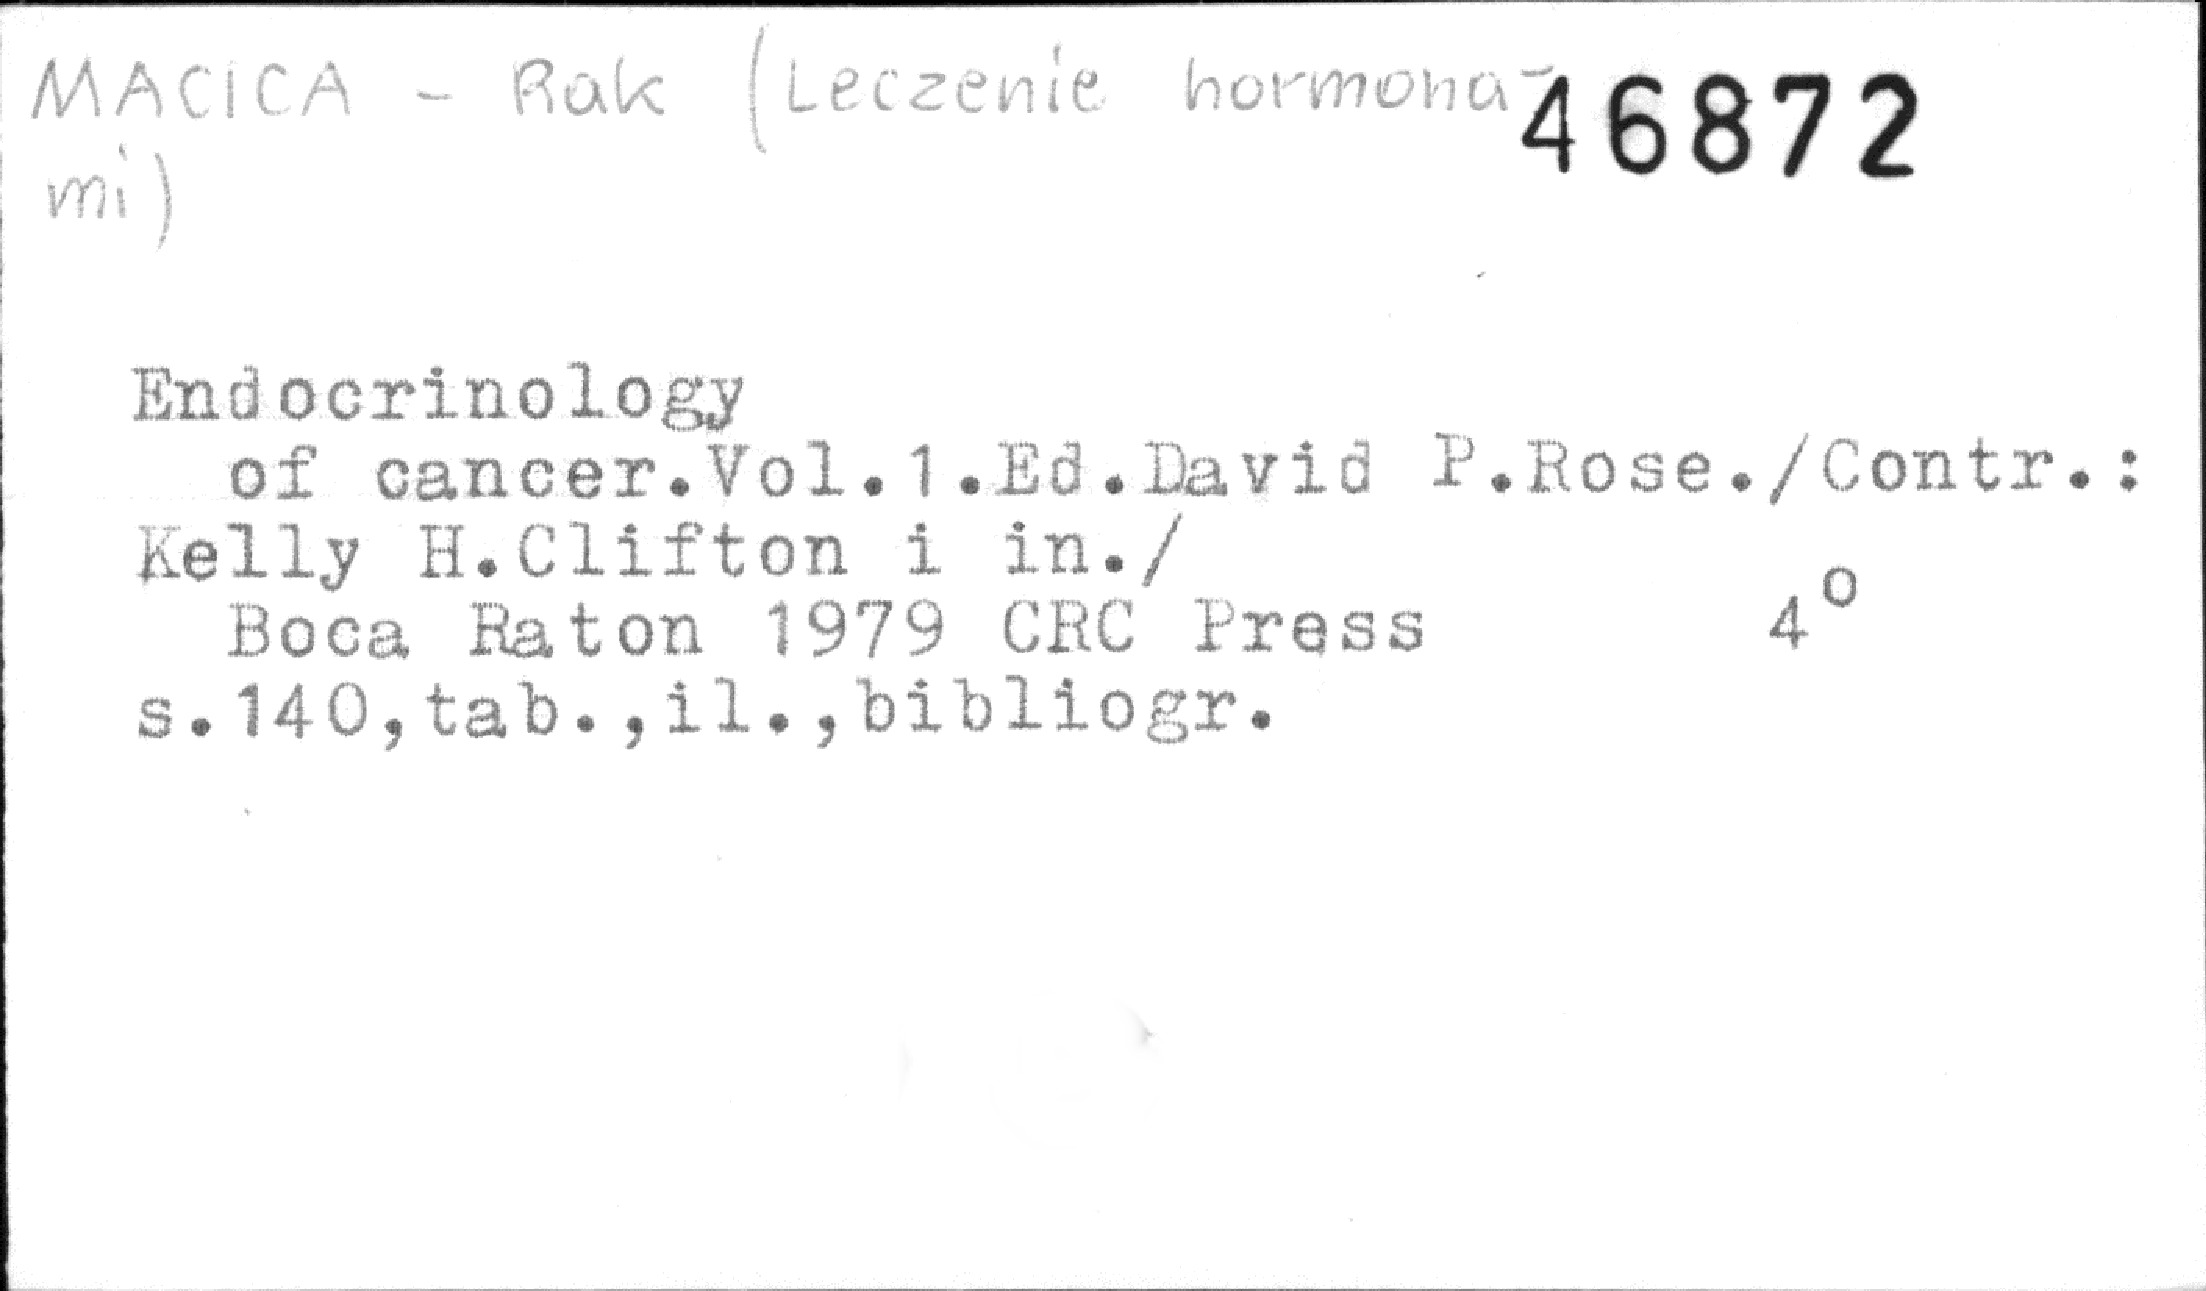 MACICA - Rak (Leczenie hormona-
mi)
46872
Endocrinology
of cancer.Vol.1.Ed.David P.Rose./Contr.:
Kelly H.Clifton i in./
Boca Raton 1979 CRC Press 4°
s.140,tab.,il.,bibliogr.